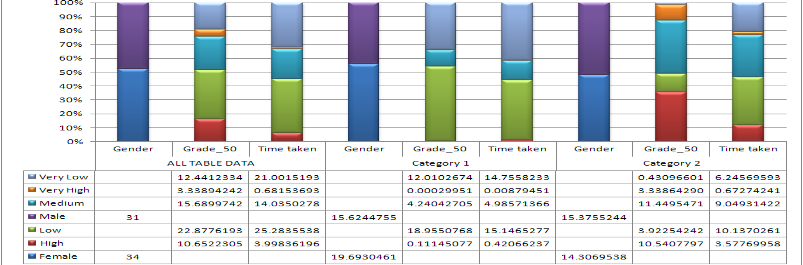 100%
90%
80%
70%
60%
50%
40%
30%
20%
10%
0%
Gender Grade_50 Time taken Gender Grade_50 Time taken Gender Grade_50 Time taken
ALL TABLE DATA Category 1 Category 2
Very Low 12.4412334 21.0015193 12.0102674 14.7558233 0.43096601 6.24569593
Very High 3.33894242 0.68153693 0.00029951 0.00879451 3.33864290 0.67274241
Medium 15.6899742 14.0350278 4.24042705 4.98571366 11.4495471 9.04931422
Male 31 15.6244755 15.3755244
Low 22.8776193 25.2835538 18.9550768 15.1465277 3.92254242 10.1370261
High 10.6522305 3.99836196 0.11145077 0.42066237 10.5407797 3.57769958
Female 34 19.6930461 14.3069538